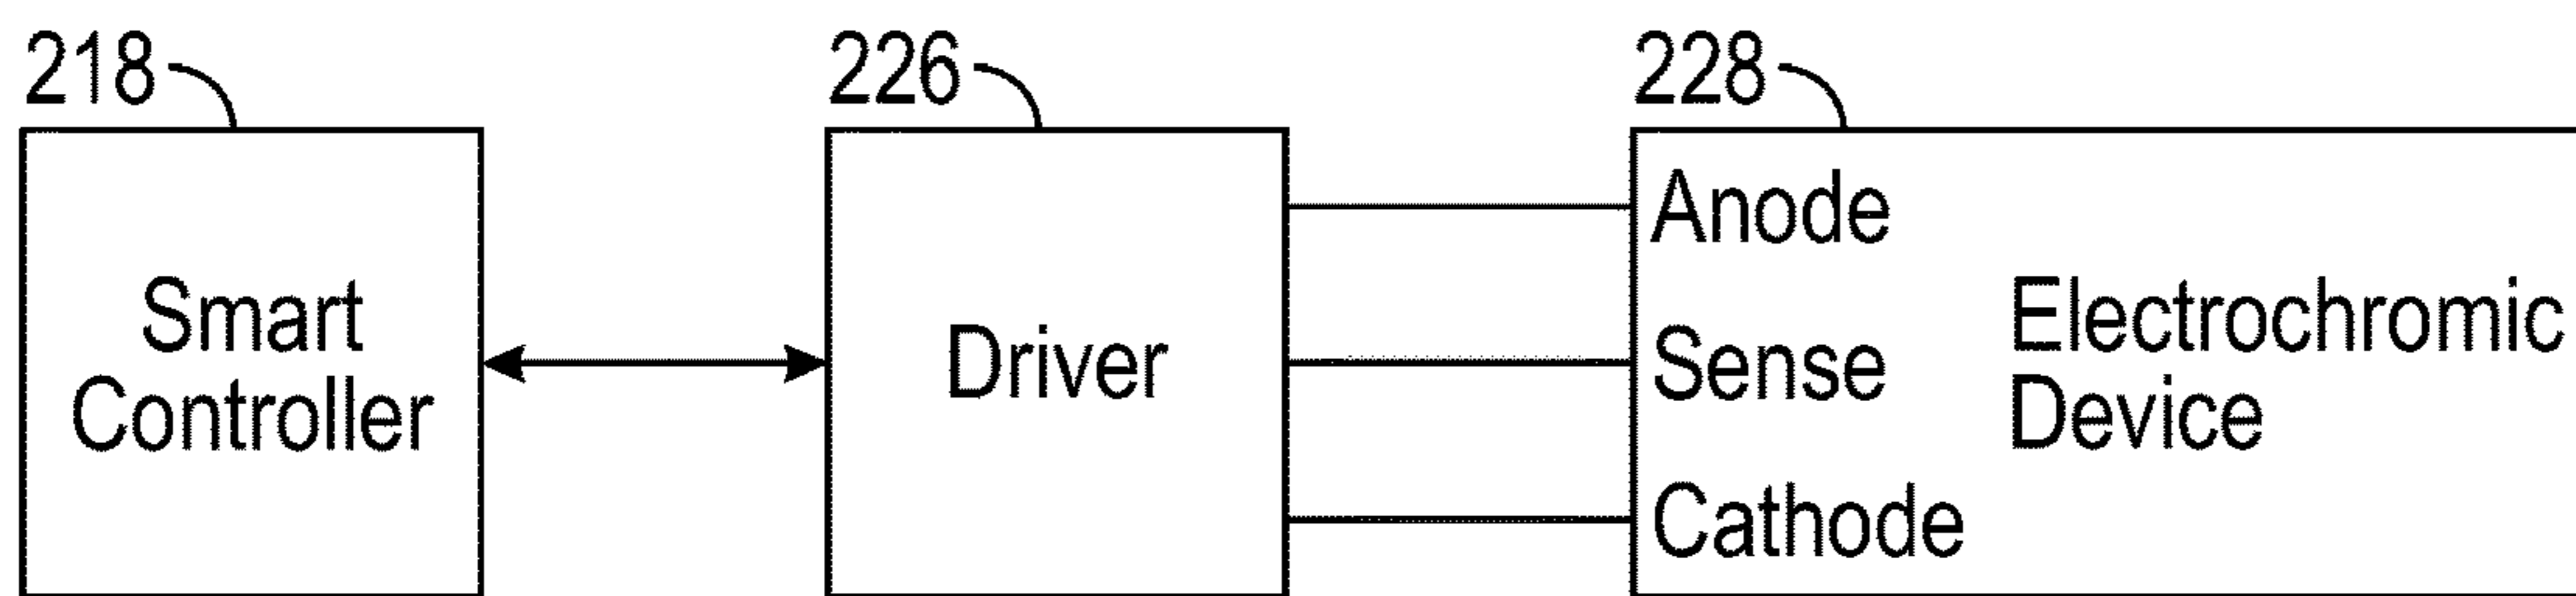 218
226
228
Smart
Controller
Driver
Anode
Sense
Cathode
Electrochromic
Device